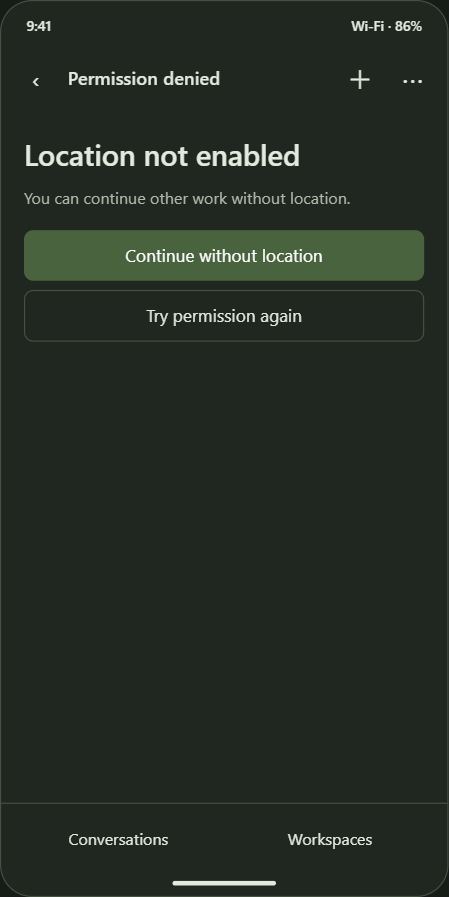 9:41
Wi-Fi · 86%
‹ Permission denied + ...
Location not enabled
You can continue other work without location.
Continue without location
Try permission again
Conversations
Workspaces